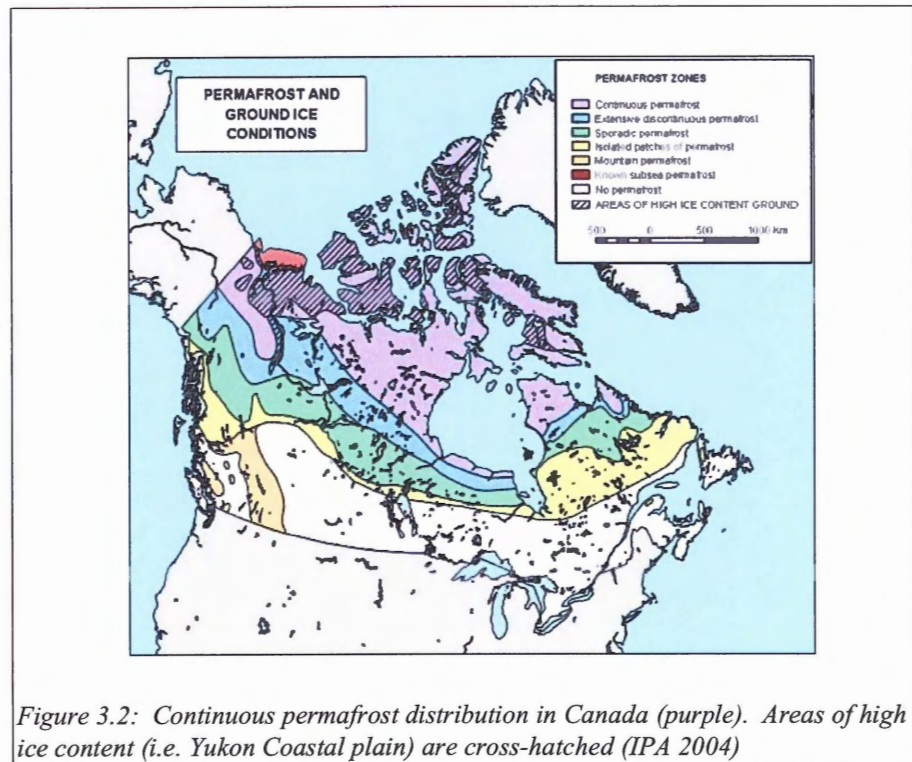 PERMAFROST AND
GROUND ICE
CONDITIONS
PERMAFROST ZONES
Continuous permafrost
Extensive discontinuous permafrost
Sporadic permafrost
Isolated patches of permafrost
Mountain permafrost
Known subsea permafrost
No permafrost
AREAS OF HIGH ICE CONTENT GROUND
500 0 500 1000 Km
Figure 3.2: Continuous permafrost distribution in Canada (purple). Areas of high
ice content (i.e. Yukon Coastal plain) are cross-hatched (IPA 2004)